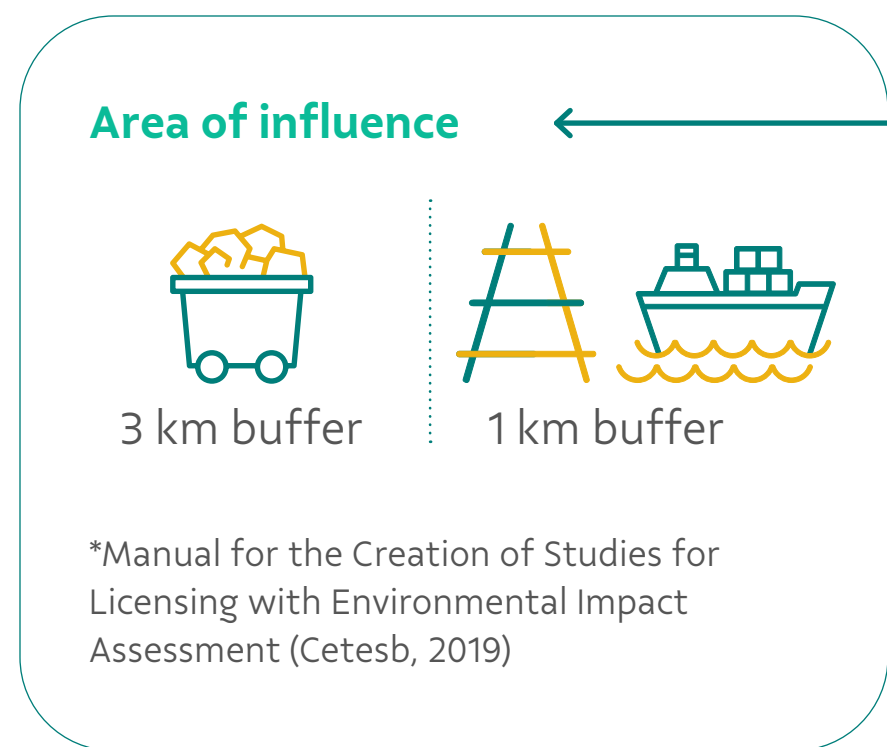 Area of influence
3 km buffer
1 km buffer
*Manual for the Creation of Studies for
Licensing with Environmental Impact
Assessment (Cetesb, 2019)